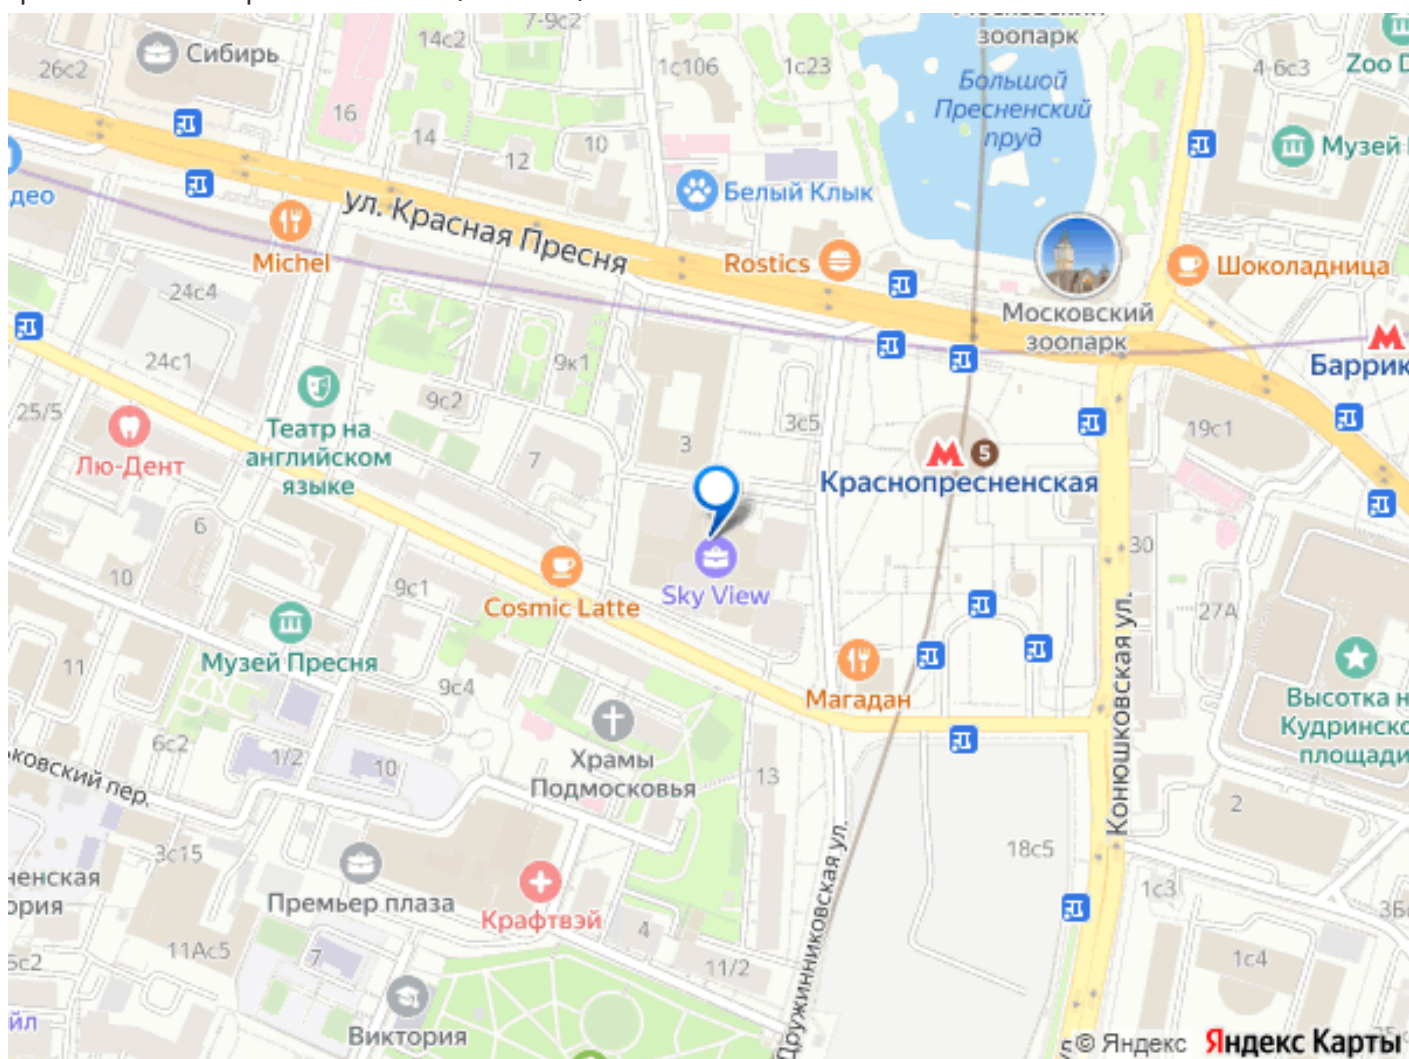 Московский
зоопарк
7-9с2
14с2
Сибирь
26с2
1с106
1с23
4-6с3
Zoo D
Большой
Пресненский
пруд
16
14
12
10
Музей
Белый Клык
део
ул. Красная Пресня
Michel
Rostics
Шоколадница
24с4
Московский
зоопарк
24с1
9к1
Баррик
9с2
25/5
3с5
19с1
Театр на
английском
языке
3
5
Лю-Дент
7
Краснопресненская
6
30
10
9с1
Sky View
Cosmic Latte
27А
Музей Пресня
11
9с4
Магадан
Конюшковская ул.
Высотка н
Кудринско
площади
6с2
1/2
10
Храмы
Подмосковья
13
ковский пер.
2
3с15
18с5
ненская
ория
Премьер плаза
Крафтвэй
1с3
3Б
4
11Ас5
7
5с2
11/2
1с4
Дружинниковская ул.
йл
Виктория
© Яндекс Яндекс Карты